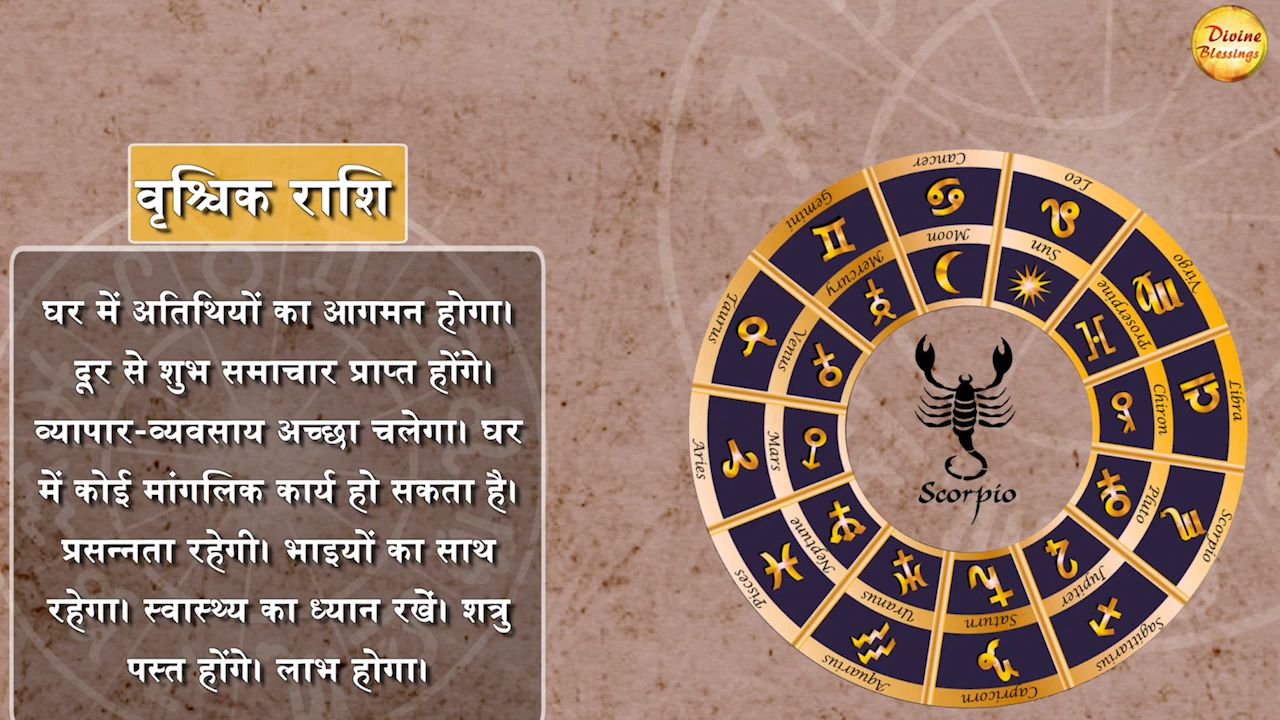 Divine
Blessings
वृश्चिक राशि
घर में अतिथियों का आगमन होगा।
दूर से शुभ समाचार प्राप्त होंगे।
व्यापार-व्यवसाय अच्छा चलेगा। घर
में कोई मांगलिक कार्य हो सकता है।
प्रसन्नता रहेगी। भाइयों का साथ
रहेगा। स्वास्थ्य का ध्यान रखें। शत्रु
पस्त होंगे। लाभ होगा।
Cancer
Leo
Virgo
Libra
Scorpio
Sagittarius
Capricorn
Aquarius
Pisces
Aries
Taurus
Gemini
Moon
Sun
Proserpine
Chiron
Pluto
Jupiter
Saturn
Uranus
Neptune
Mars
Venus
Mercury
Scorpio